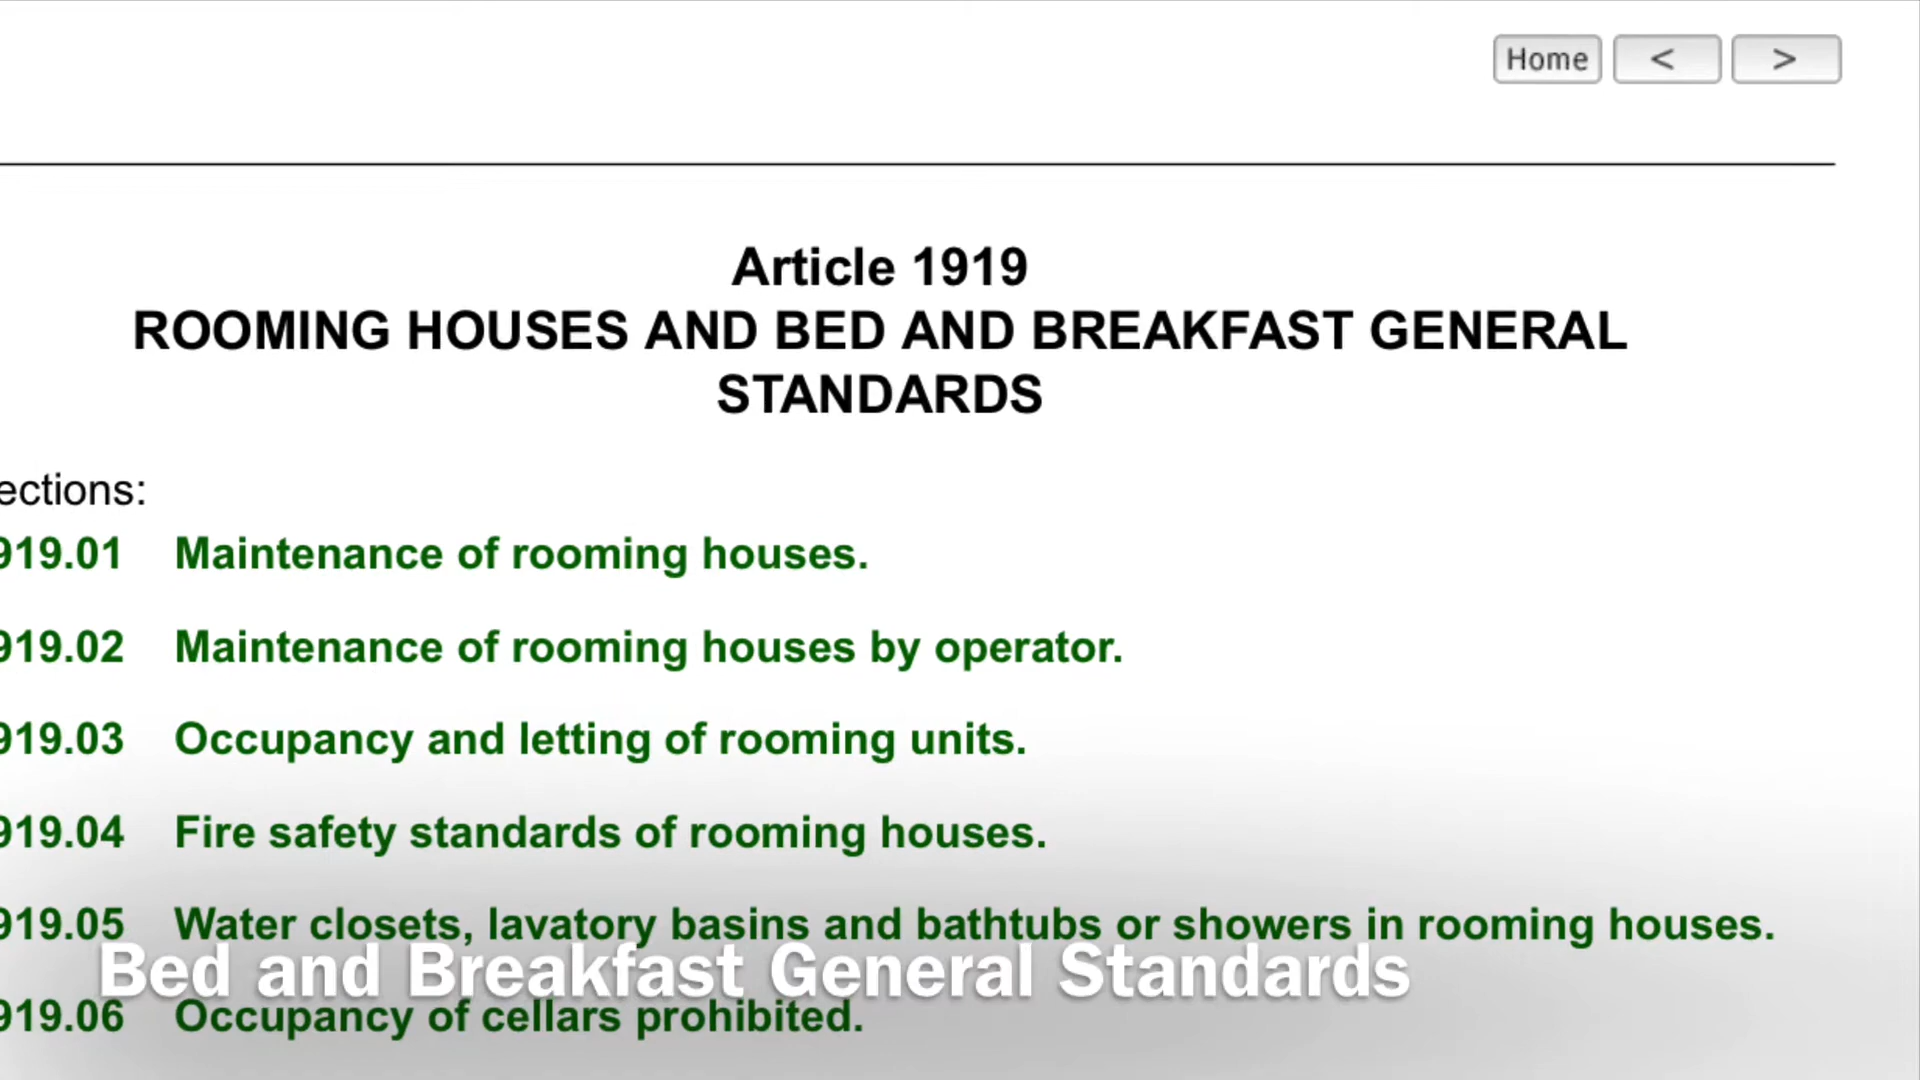 Home < >
Article 1919
ROOMING HOUSES AND BED AND BREAKFAST GENERAL
STANDARDS
ections:
919.01 Maintenance of rooming houses.
919.02 Maintenance of rooming houses by operator.
919.03 Occupancy and letting of rooming units.
919.04 Fire safety standards of rooming houses.
919.05 Water closets, lavatory basins and bathtubs or showers in rooming houses.
Bed and Breakfast General Standards
919.06 Occupancy of cellars prohibited.